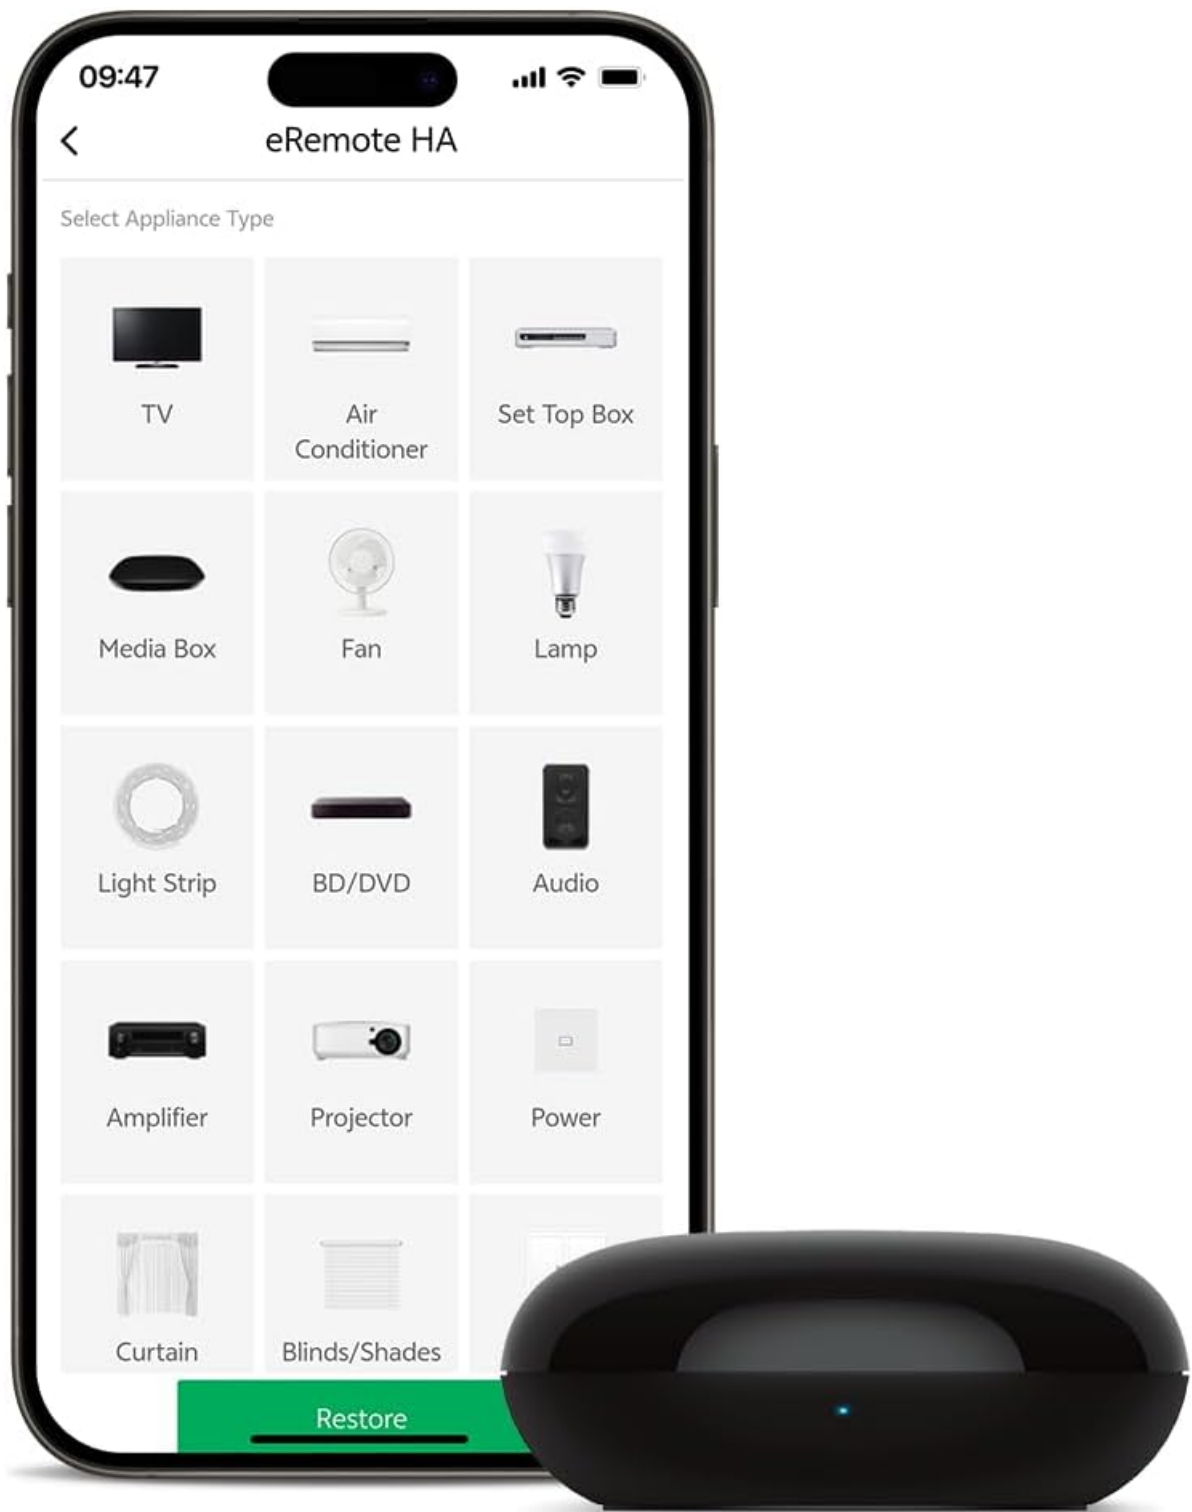 09:47
eRemote HA
Select Appliance Type
TV
Air
Conditioner
Set Top Box
Media Box
Fan
Lamp
Light Strip
BD/DVD
Audio
Amplifier
Projector
Power
Curtain
Blinds/Shades
Restore